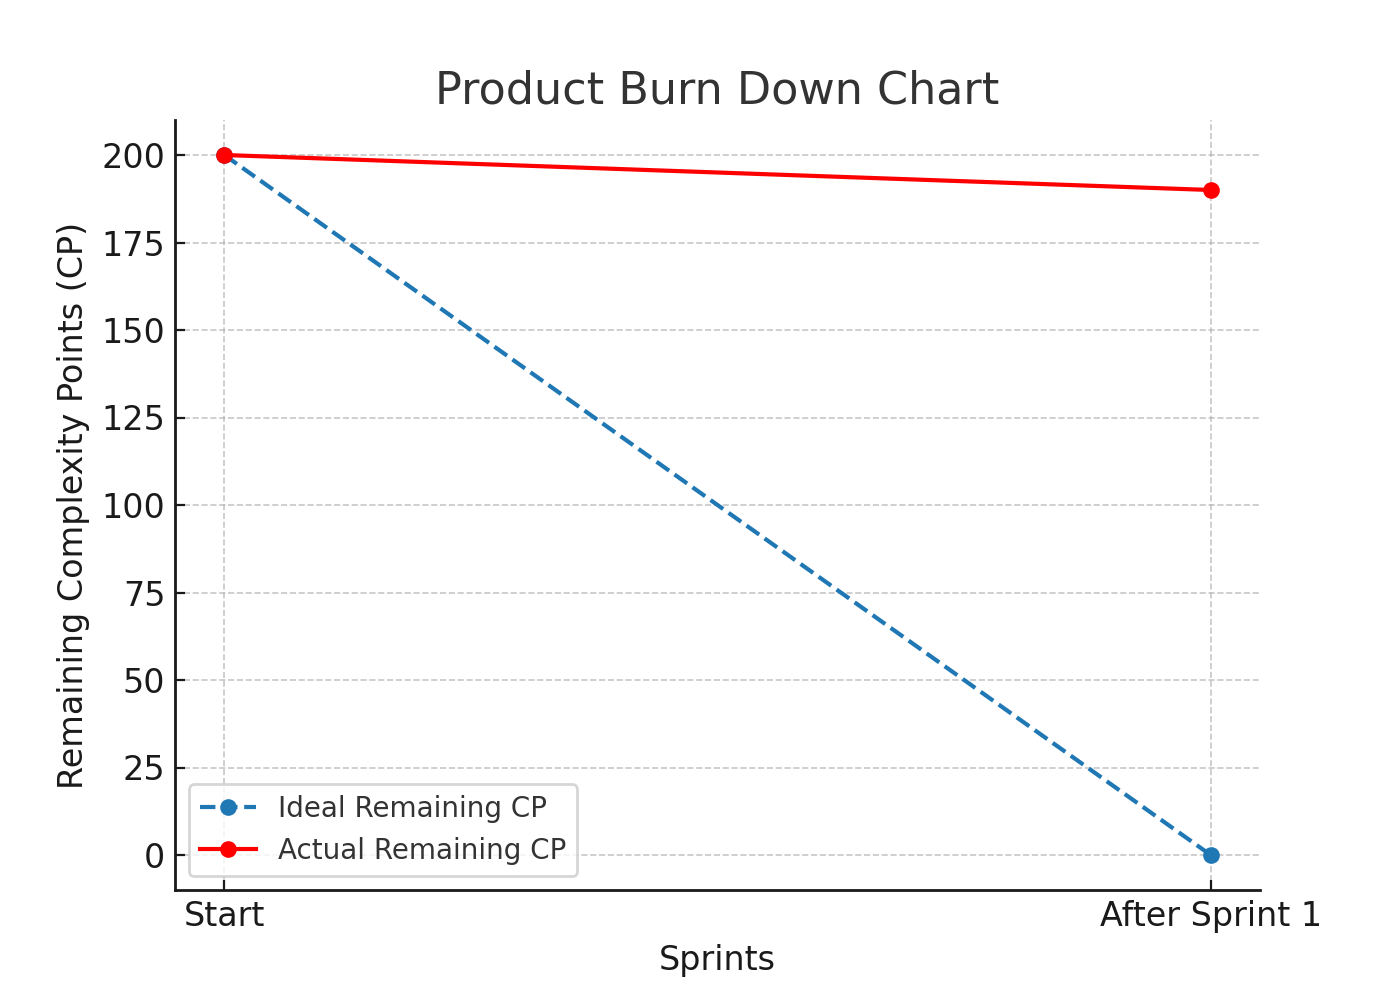 Product Burn Down Chart
Remaining Complexity Points (CP)
200
175
150
125
100
75
50
25
0
Ideal Remaining CP
Actual Remaining CP
Start
After Sprint 1
Sprints